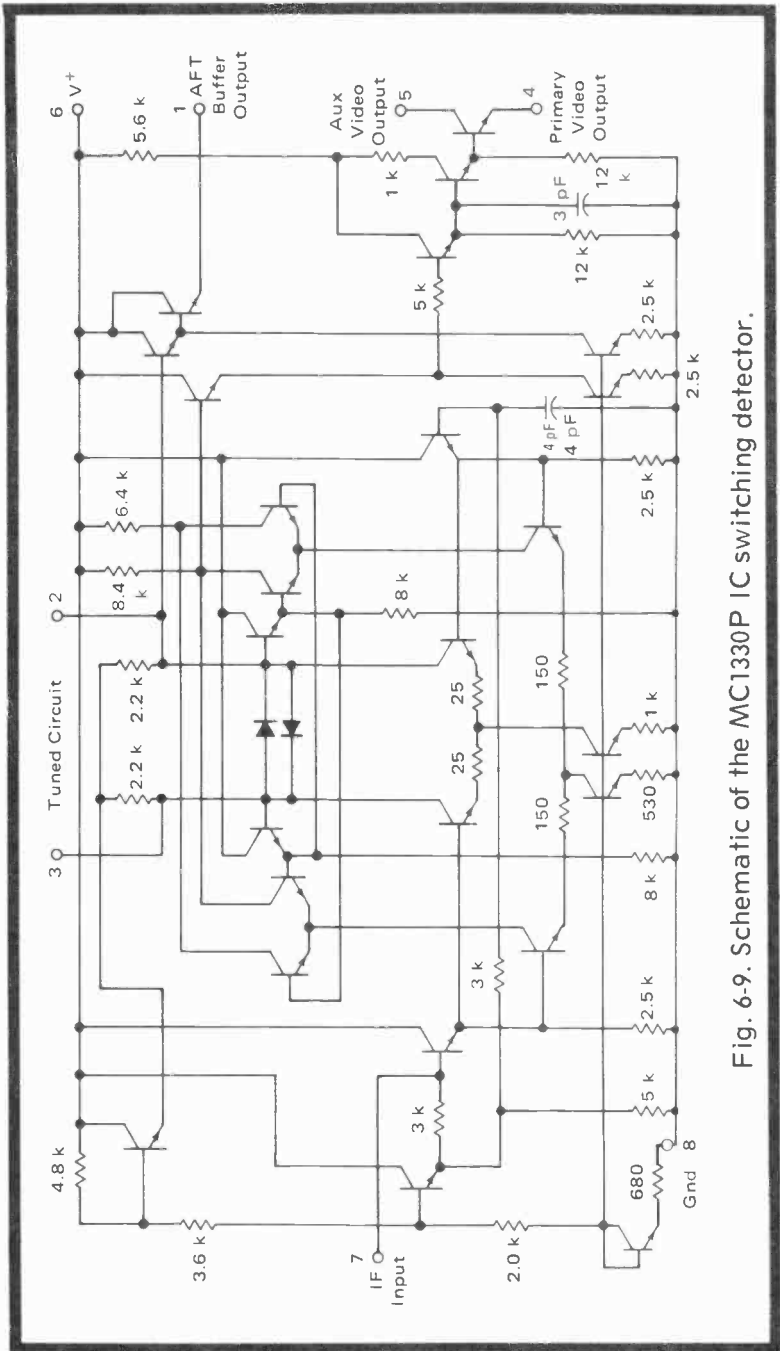 6 V+
5.6 k
1 AFT
Buffer
Output
Aux
Video
Output
5
4
Primary
Video
Output
1 k
12
k
3 pF
12 k
5 k
2.5 k
2.5 k
4 pF
4 pF
2.5 k
6.4 k
8.4
k
2
8 k
Tuned Circuit
2.2 k
2.2 k
3
25
25
150
150
1 k
530
8 k
3 k
2.5 k
5 k
4.8 k
3 k
3.6 k
7
IF
Input
2.0 k
680
8
Gnd
Fig. 6-9. Schematic of the MC1330P IC switching detector.